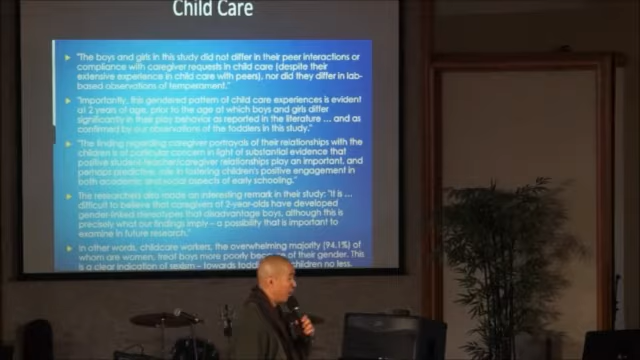 Child Care
"The boys and girls in this study did not differ in their peer interactions or
compliance with caregiver requests in child care (despite their
extensive experience in child care with peers), nor did they differ in lab-
based observations of temperament."
"Importantly, this gendered pattern of child care experiences is evident
at 2 years of age, prior to the age at which boys and girls differ
significantly in their play behavior as reported in the literature ... and as
confirmed by our observations of the toddlers in this study."
"The finding regarding caregiver portrayals of their relationships with the
children is of particular concern in light of substantial evidence that
positive student-teacher/caregiver relationships play an important, and
perhaps predictive, role in fostering children's positive engagement in
both academic and social aspects of early schooling."
The researchers also made an interesting remark in their study: "It is ...
difficult to believe that caregivers of 2-year-olds have developed
gender-linked stereotypes that disadvantage boys, although this is
precisely what our findings imply – a possibility that is important to
examine in future research."
In other words, childcare workers, the overwhelming majority (94.1%) of
whom are women, treat boys more poorly because of their gender. This
is a clear indication of sexism – towards children no less.